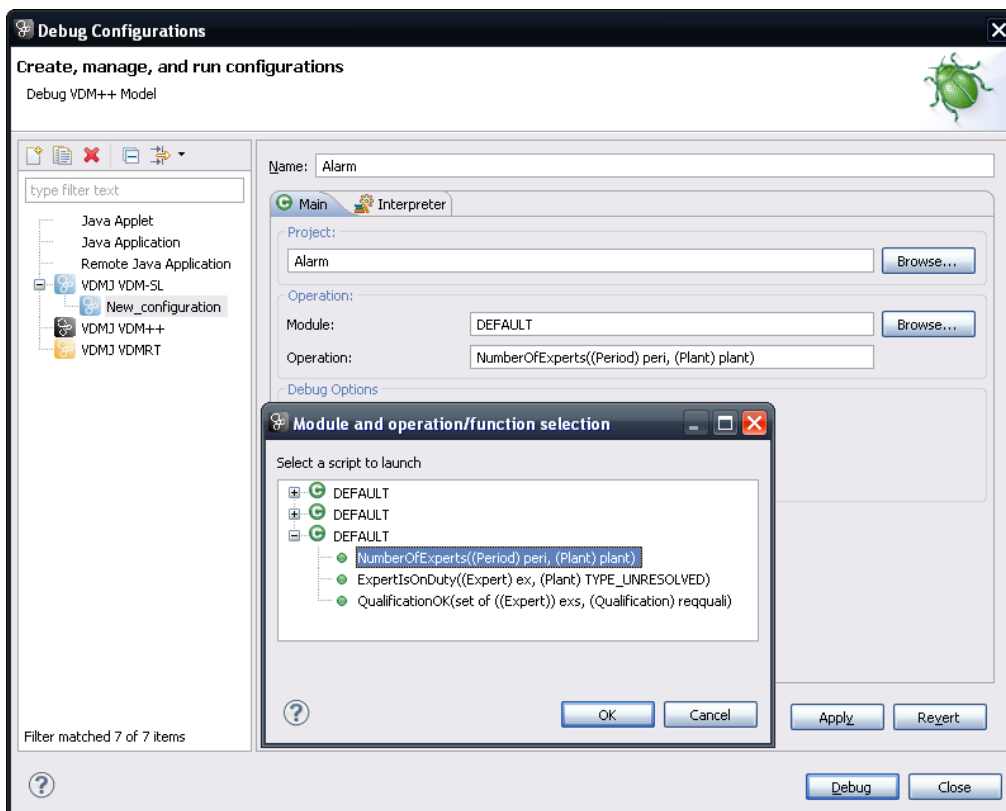 Debug Configurations
Create, manage, and run configurations
Debug VDM++ Model
type filter text
Java Applet
Java Application
Remote Java Application
VDMJ VDM-SL
New_configuration
VDMJ VDM++
VDMJ VDMRT
Filter matched 7 of 7 items
Name: Alarm
Main Interpreter
Project:
Alarm Browse...
Operation:
Module: DEFAULT Browse...
Operation: NumberOfExperts((Period) peri, (Plant) plant)
Debug Options
Module and operation/function selection
Select a script to launch
DEFAULT
DEFAULT
DEFAULT
NumberOfExperts((Period) peri, (Plant) plant)
ExpertIsOnDuty((Expert) ex, (Plant) TYPE_UNRESOLVED)
QualificationOK(set of ((Expert)) exs, (Qualification) reqquali)
OK Cancel
Apply Revert
Debug Close